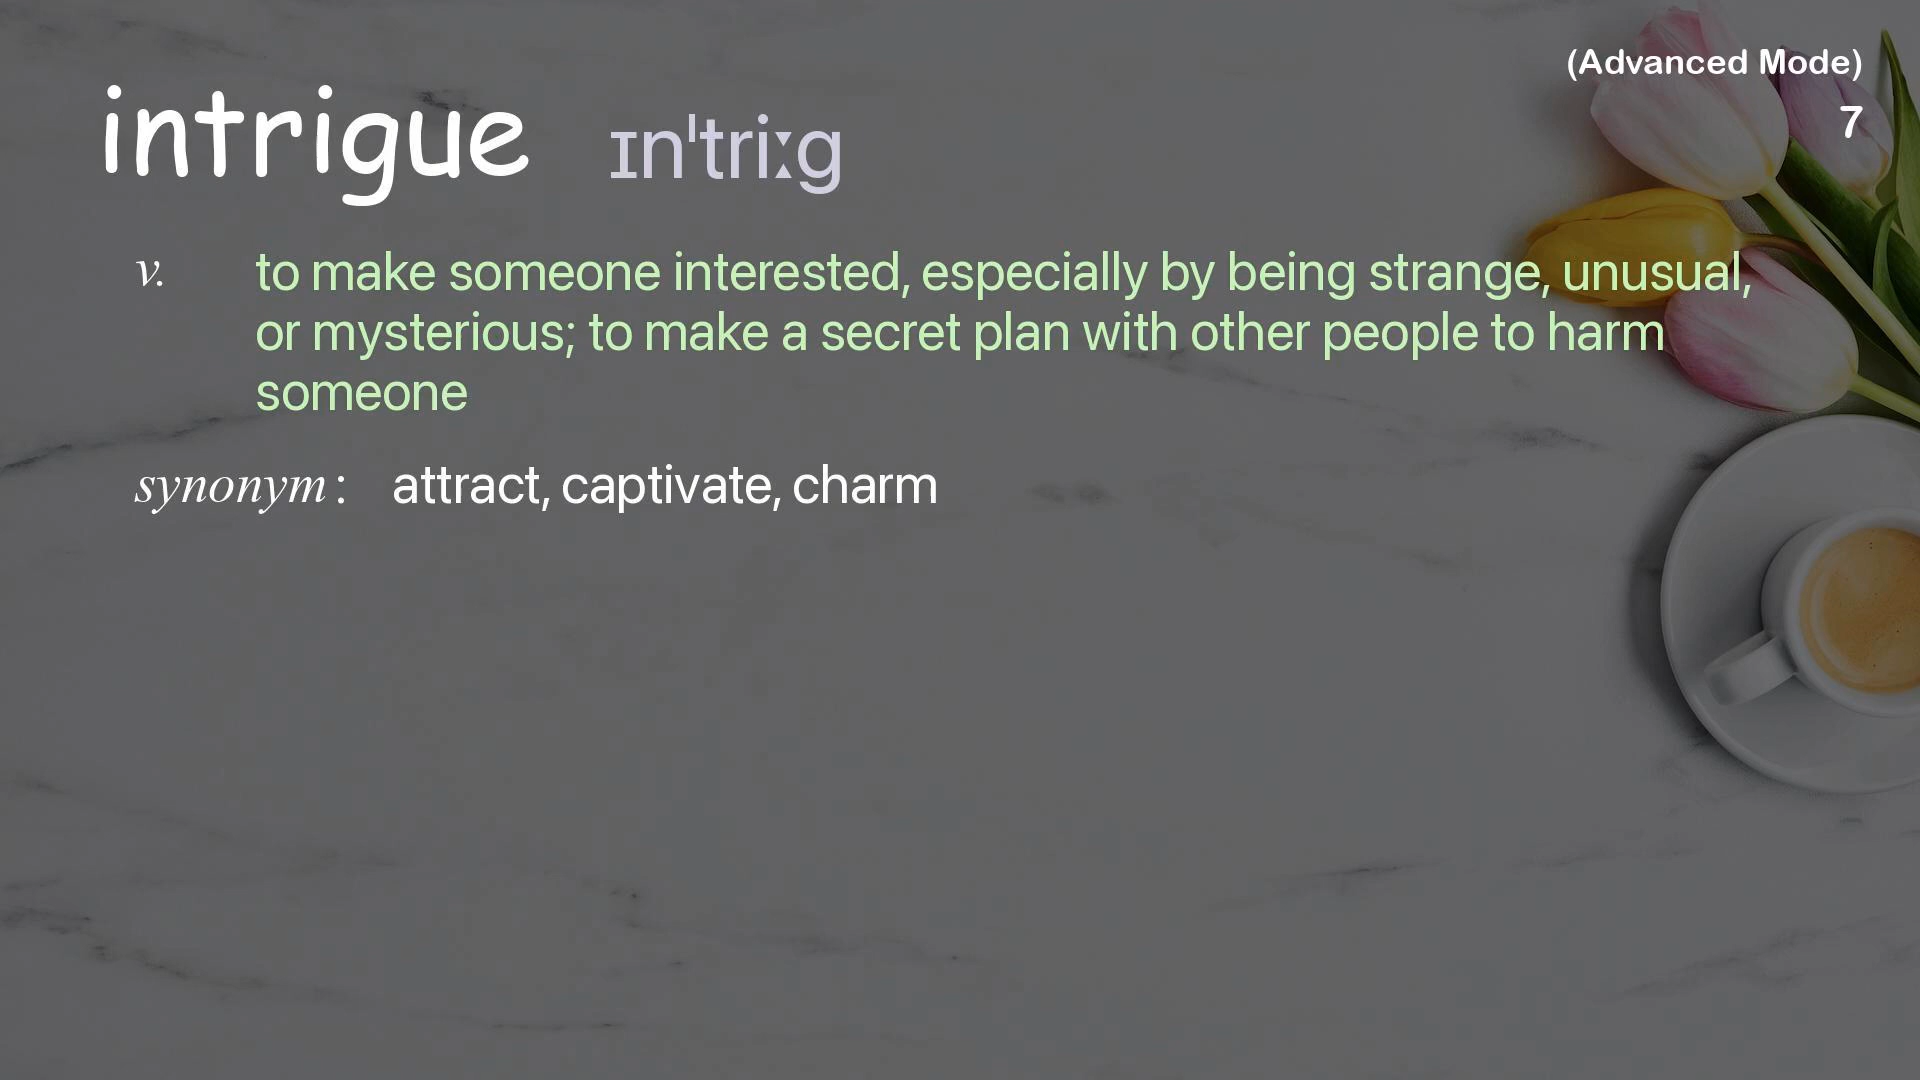 (Advanced Mode)
7
intrigue ɪnˈtriːg
v. to make someone interested, especially by being strange, unusual,
or mysterious; to make a secret plan with other people to harm
someone
synonym: attract, captivate, charm